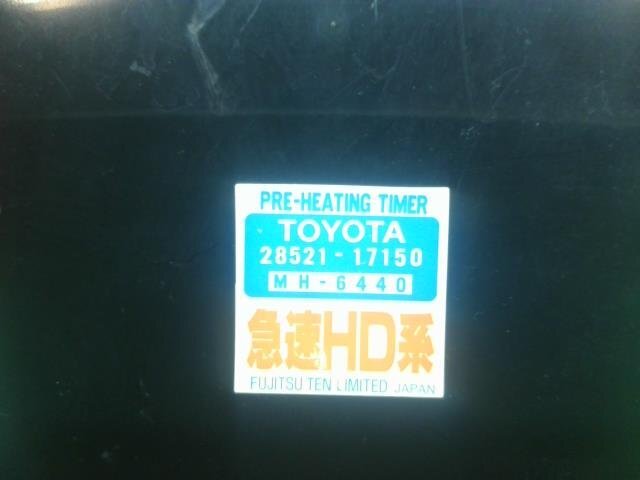 PRE-HEATING TIMER
TOYOTA
28521-17150
MH-6440
急速HD系
FUJITSU TEN LIMITED JAPAN